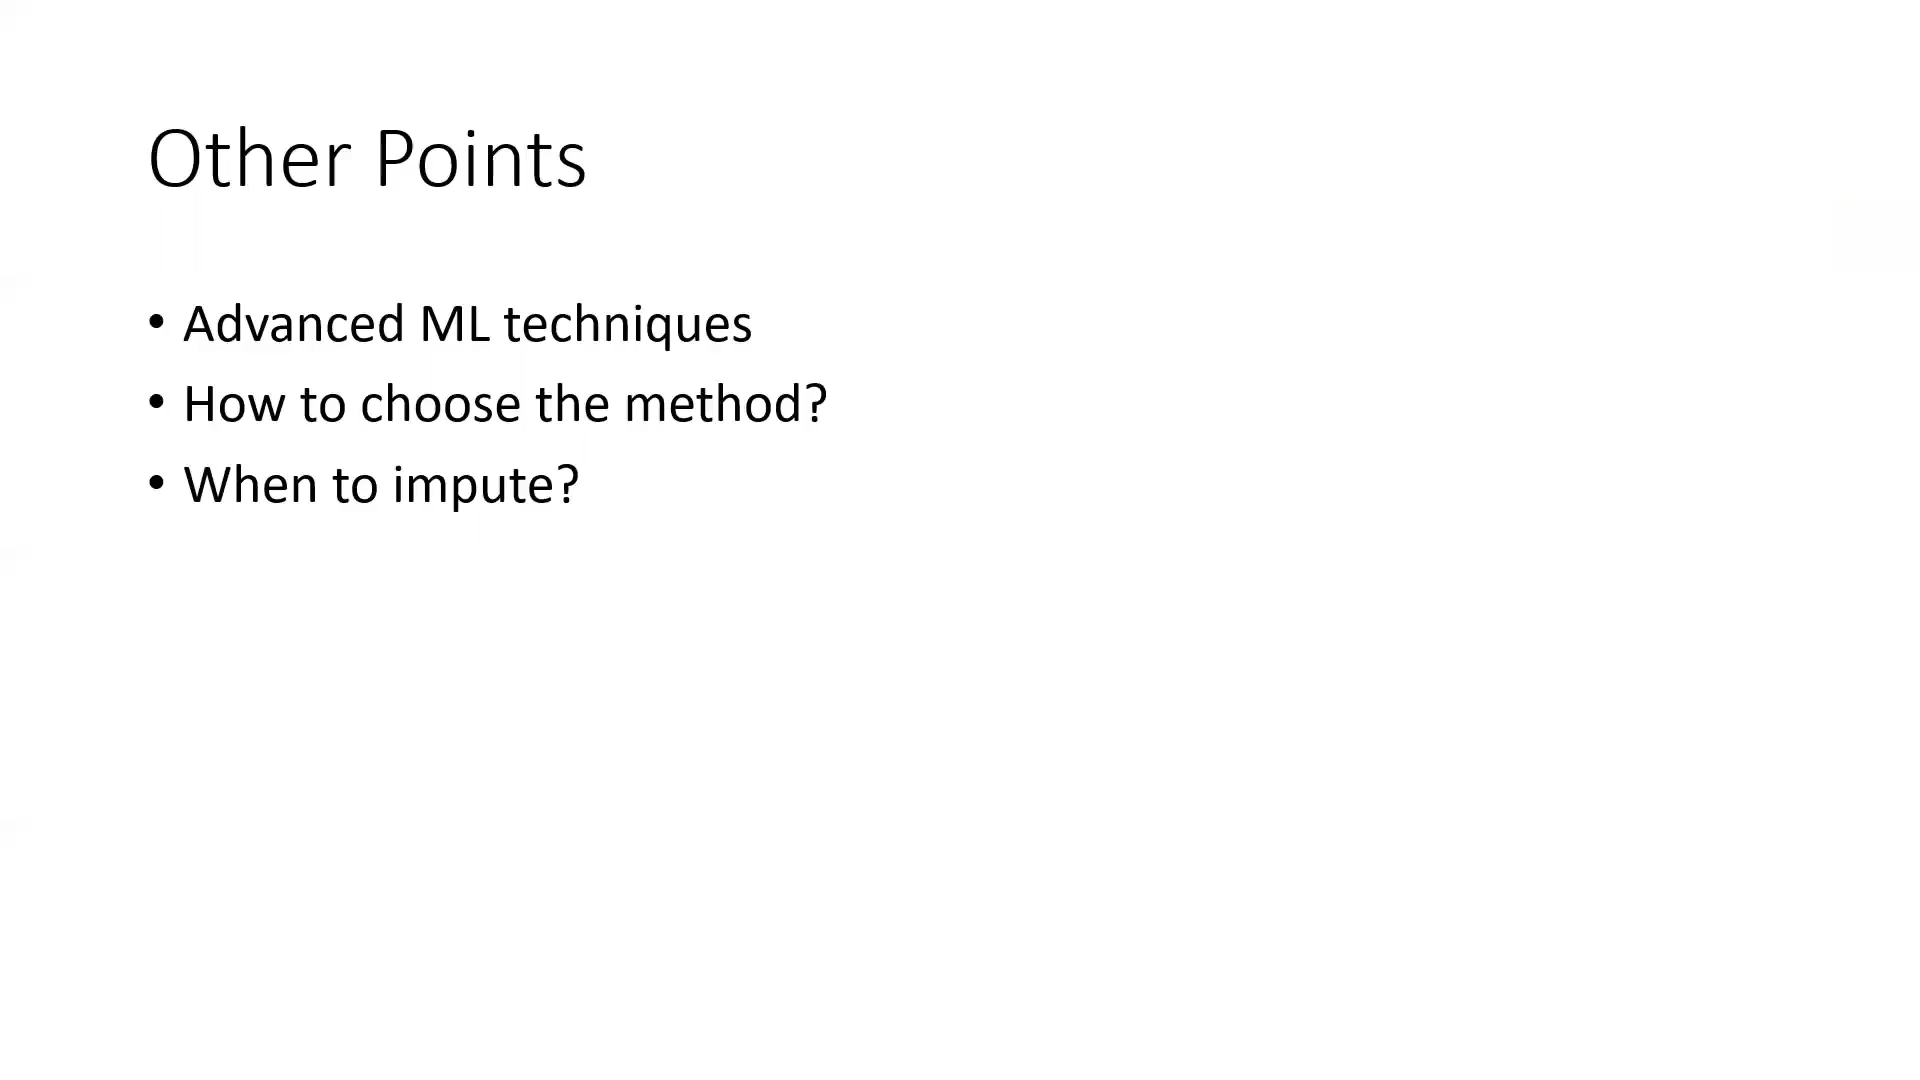 Other Points
• Advanced ML techniques
• How to choose the method?
• When to impute?